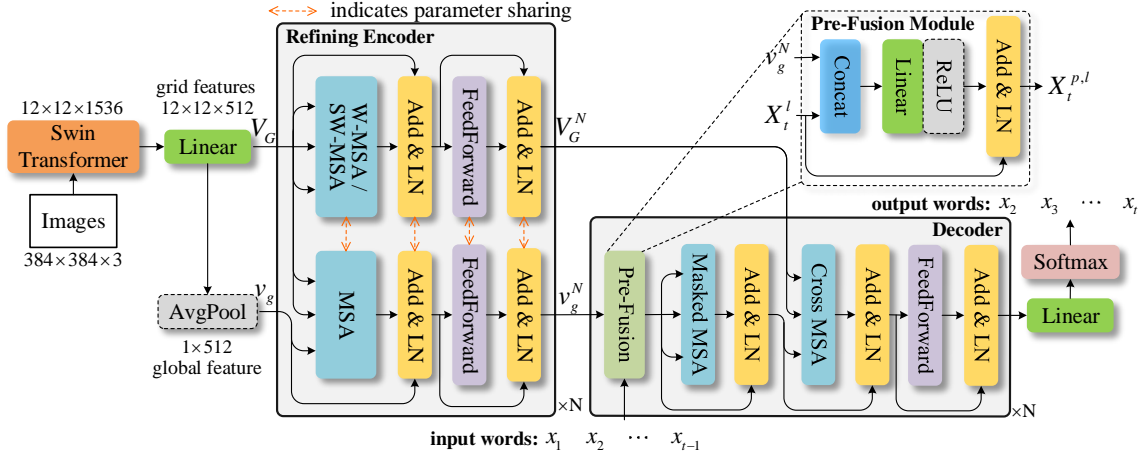 indicates parameter sharing
Refining Encoder
Pre-Fusion Module
grid features
12×12×1536
12×12×512
Swin
Transformer
Linear
V_G
Images
384×384×3
v_g
AvgPool
1×512
global feature
W-MSA /
SW-MSA
Add & LN
FeedForward
Add & LN
V_G^N
MSA
Add & LN
FeedForward
Add & LN
v_g^N
×N
v_g^N
X_t^l
Concat
Linear
ReLU
Add & LN
X_t^{p,l}
output words: x_2 x_3 ⋯ x_t
Decoder
Pre-Fusion
Masked MSA
Add & LN
Cross MSA
Add & LN
FeedForward
Add & LN
×N
Softmax
Linear
input words: x_1 x_2 ⋯ x_{t−1}